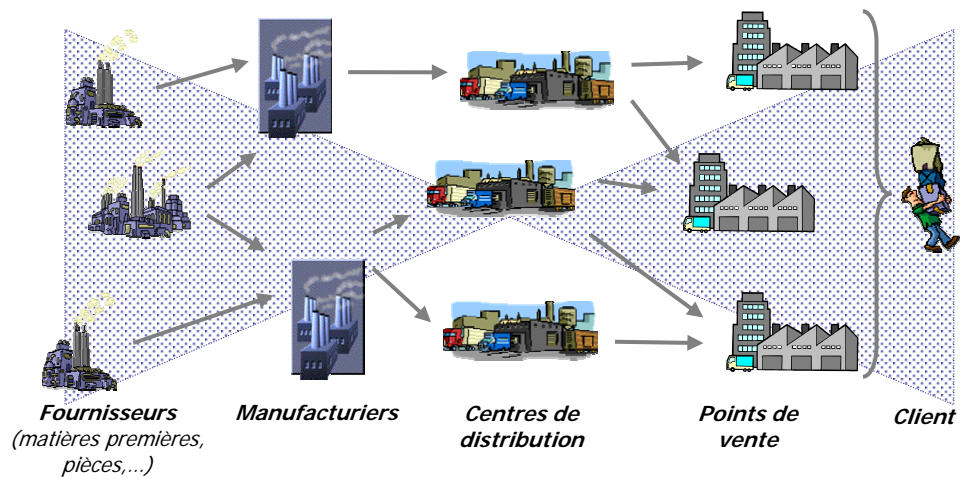 Fournisseurs
(matières premières,
pièces,...)
Manufacturiers
Centres de
distribution
Points de
vente
Client